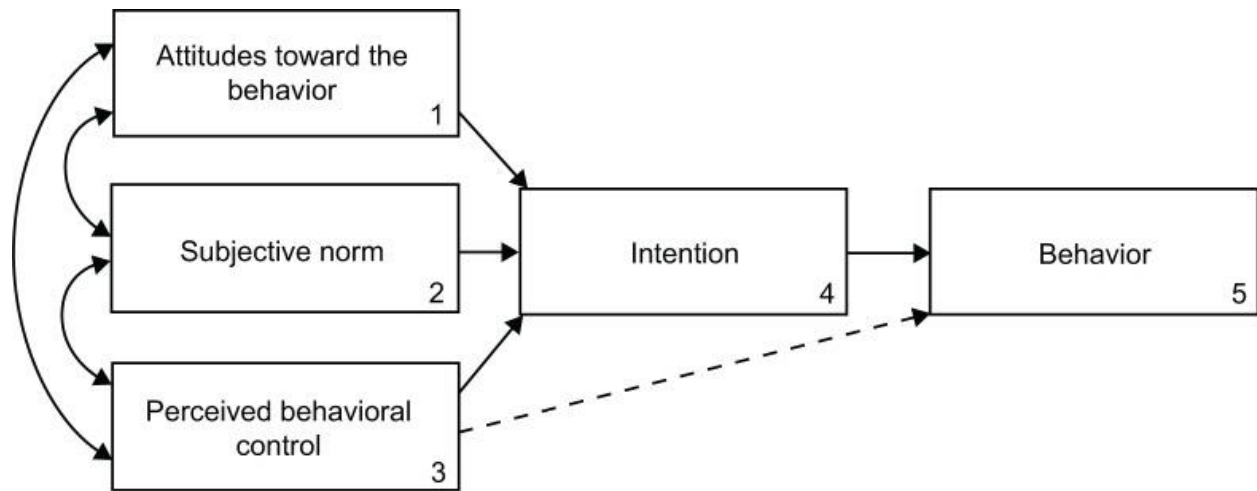 Attitudes toward the
behavior
1
Subjective norm
2
Perceived behavioral
control
3
Intention
4
Behavior
5